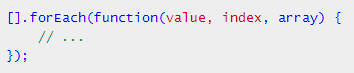 [].forEach(function(value, index, array) {
    // ...
});